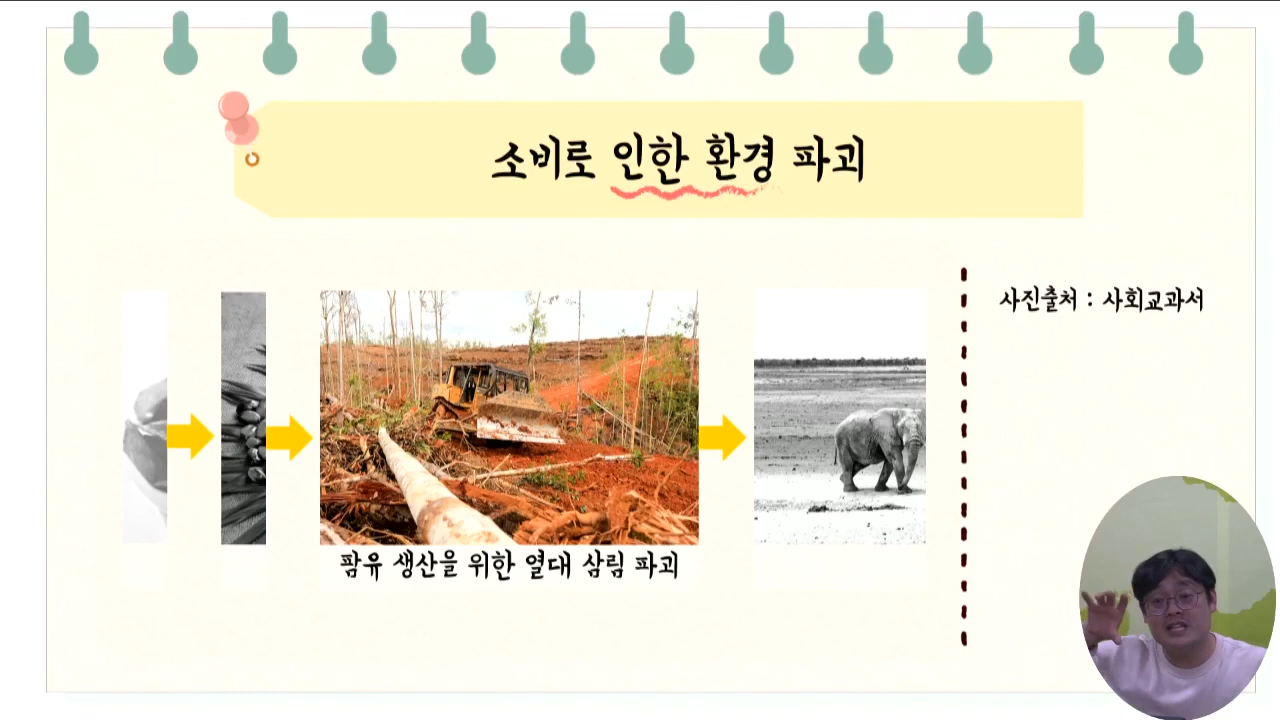 소비로 인한 환경 파괴
사진출처 : 사회교과서
팜유 생산을 위한 열대 삼림 파괴